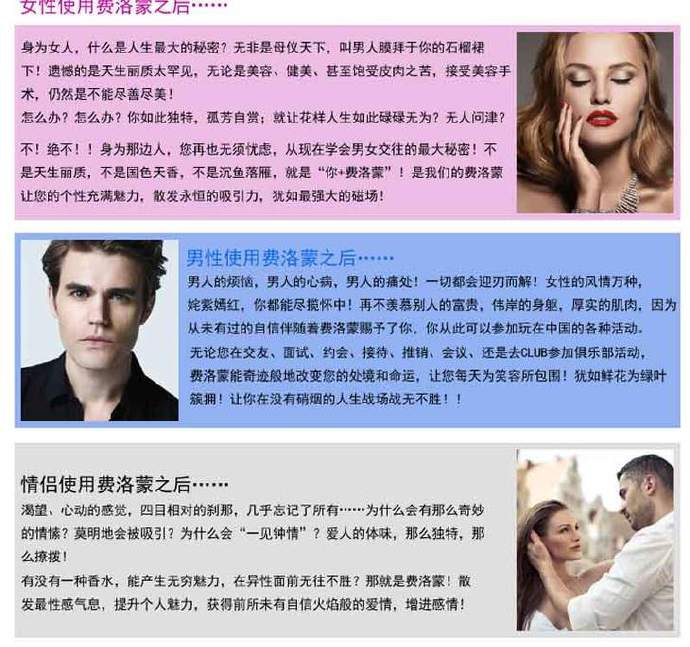 女性使用费洛蒙之后……
身为女人，什么是人生最大的秘密？无非是母仪天下，叫男人膜拜于你的石榴裙
下！遗憾的是天生丽质太罕见，无论是美容、健美、甚至饱受皮肉之苦，接受美容手
术，仍然是不能尽善尽美！
怎么办？怎么办？你如此独特，孤芳自赏；就让花样人生如此碌碌无为？无人问津？
不！绝不！！身为那边人，您再也无须忧虑，从现在学会男女交往的最大秘密！不
是天生丽质，不是国色天香，不是沉鱼落雁，就是“你+费洛蒙”！是我们的费洛蒙
让您的个性充满魅力，散发永恒的吸引力，犹如最强大的磁场！
男性使用费洛蒙之后……
男人的烦恼，男人的心病，男人的痛处！一切都会迎刃而解！女性的风情万种，
姹紫嫣红，你都能尽揽怀中！再不羡慕别人的富贵，伟岸的身躯，厚实的肌肉，因为
从未有过的自信伴随着费洛蒙赐予了你，你从此可以参加玩在中国的各种活动。
无论您在交友、面试、约会、接待、推销、会议、还是去CLUB参加俱乐部活动，
费洛蒙能奇迹般地改变您的处境和命运，让您每天为笑容所包围！犹如鲜花为绿叶
簇拥！让你在没有硝烟的人生战场战无不胜！！
情侣使用费洛蒙之后……
渴望、心动的感觉，四目相对的刹那，几乎忘记了所有……为什么会有那么奇妙
的情愫？莫明地会被吸引？为什么会“一见钟情”？爱人的体味，那么独特，那
么撩拨！
有没有一种香水，能产生无穷魅力，在异性面前无往不胜？那就是费洛蒙！散
发最性感气息，提升个人魅力，获得前所未有自信火焰般的爱情，增进感情！